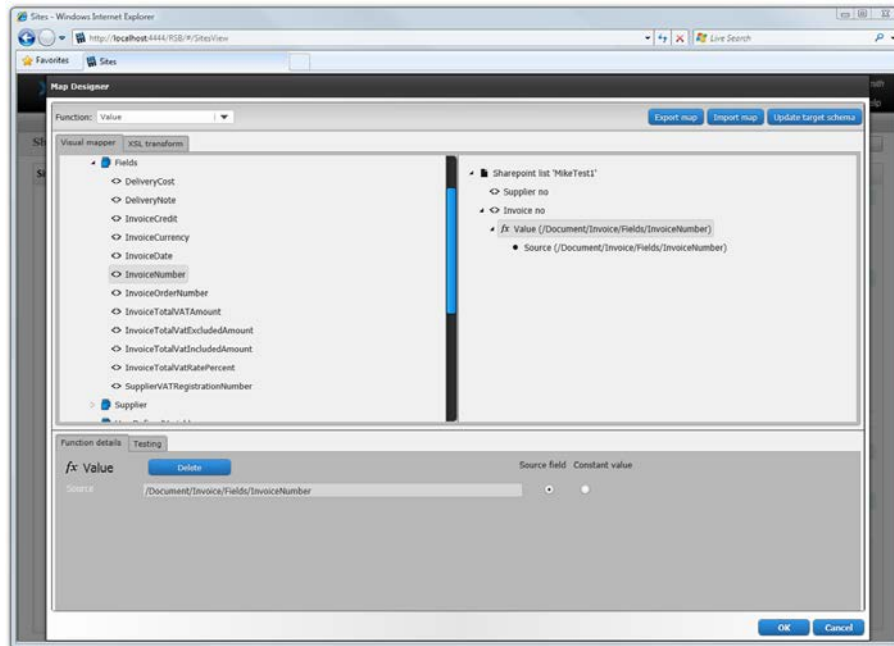 Sites - Windows Internet Explorer
http://localhost:4444/RSB/#/SitesView
Live Search
Favorites
Sites
Map Designer
Function: Value
Export map
Import map
Update target schema
Visual mapper
XSL transform
Fields
DeliveryCost
DeliveryNote
InvoiceCredit
InvoiceCurrency
InvoiceDate
InvoiceNumber
InvoiceOrderNumber
InvoiceTotalVATAmount
InvoiceTotalVatExcludedAmount
InvoiceTotalVatIncludedAmount
InvoiceTotalVatRatePercent
SupplierVATRegistrationNumber
Supplier
Sharepoint list 'MikeTest1'
Supplier no
Invoice no
fx Value (/Document/Invoice/Fields/InvoiceNumber)
Source (/Document/Invoice/Fields/InvoiceNumber)
Function details
Testing
fx Value
Delete
Source field Constant value
Source
/Document/Invoice/Fields/InvoiceNumber
OK
Cancel